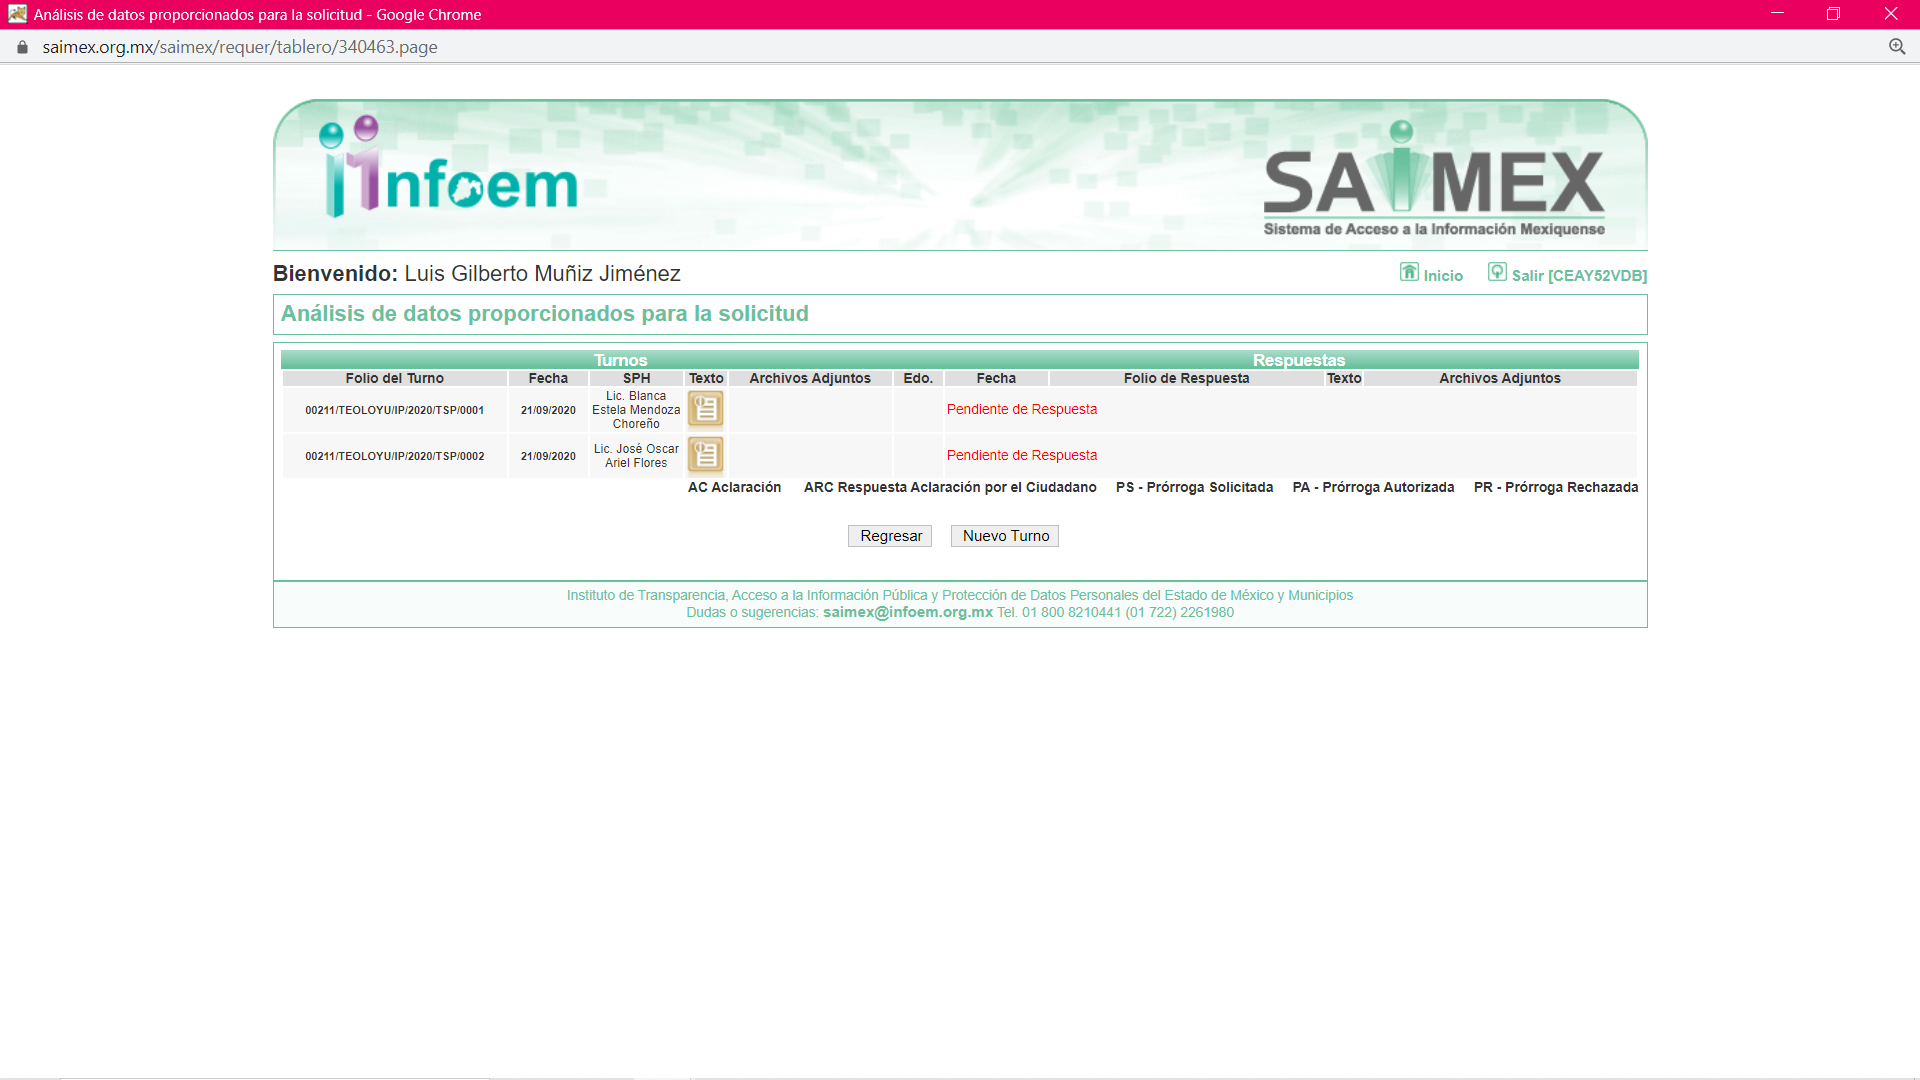 Análisis de datos proporcionados para la solicitud - Google Chrome
saimex.org.mx/saimex/requer/tablero/340463.page
infoem
SAIMEX
Sistema de Acceso a la Información Mexiquense
Bienvenido: Luis Gilberto Muñiz Jiménez
Inicio Salir [CEAY52VDB]
Análisis de datos proporcionados para la solicitud
Turnos Respuestas
Folio del Turno Fecha SPH Texto Archivos Adjuntos Edo. Fecha Folio de Respuesta Texto Archivos Adjuntos
00211/TEOLOYU/IP/2020/TSP/0001 21/09/2020 Lic. Blanca Estela Mendoza Choreño Pendiente de Respuesta
00211/TEOLOYU/IP/2020/TSP/0002 21/09/2020 Lic. José Oscar Ariel Flores Pendiente de Respuesta
AC Aclaración ARC Respuesta Aclaración por el Ciudadano PS - Prórroga Solicitada PA - Prórroga Autorizada PR - Prórroga Rechazada
Regresar Nuevo Turno
Instituto de Transparencia, Acceso a la Información Pública y Protección de Datos Personales del Estado de México y Municipios
Dudas o sugerencias: saimex@infoem.org.mx Tel. 01 800 8210441 (01 722) 2261980